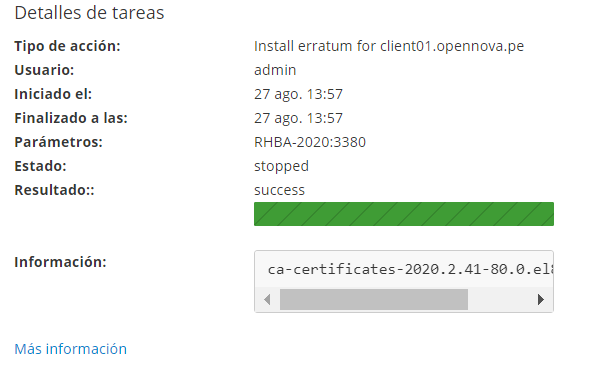 Detalles de tareas
Tipo de acción: Install erratum for client01.opennova.pe
Usuario: admin
Iniciado el: 27 ago. 13:57
Finalizado a las: 27 ago. 13:57
Parámetros: RHBA-2020:3380
Estado: stopped
Resultado:: success
Información: ca-certificates-2020.2.41-80.0.el8
Más información